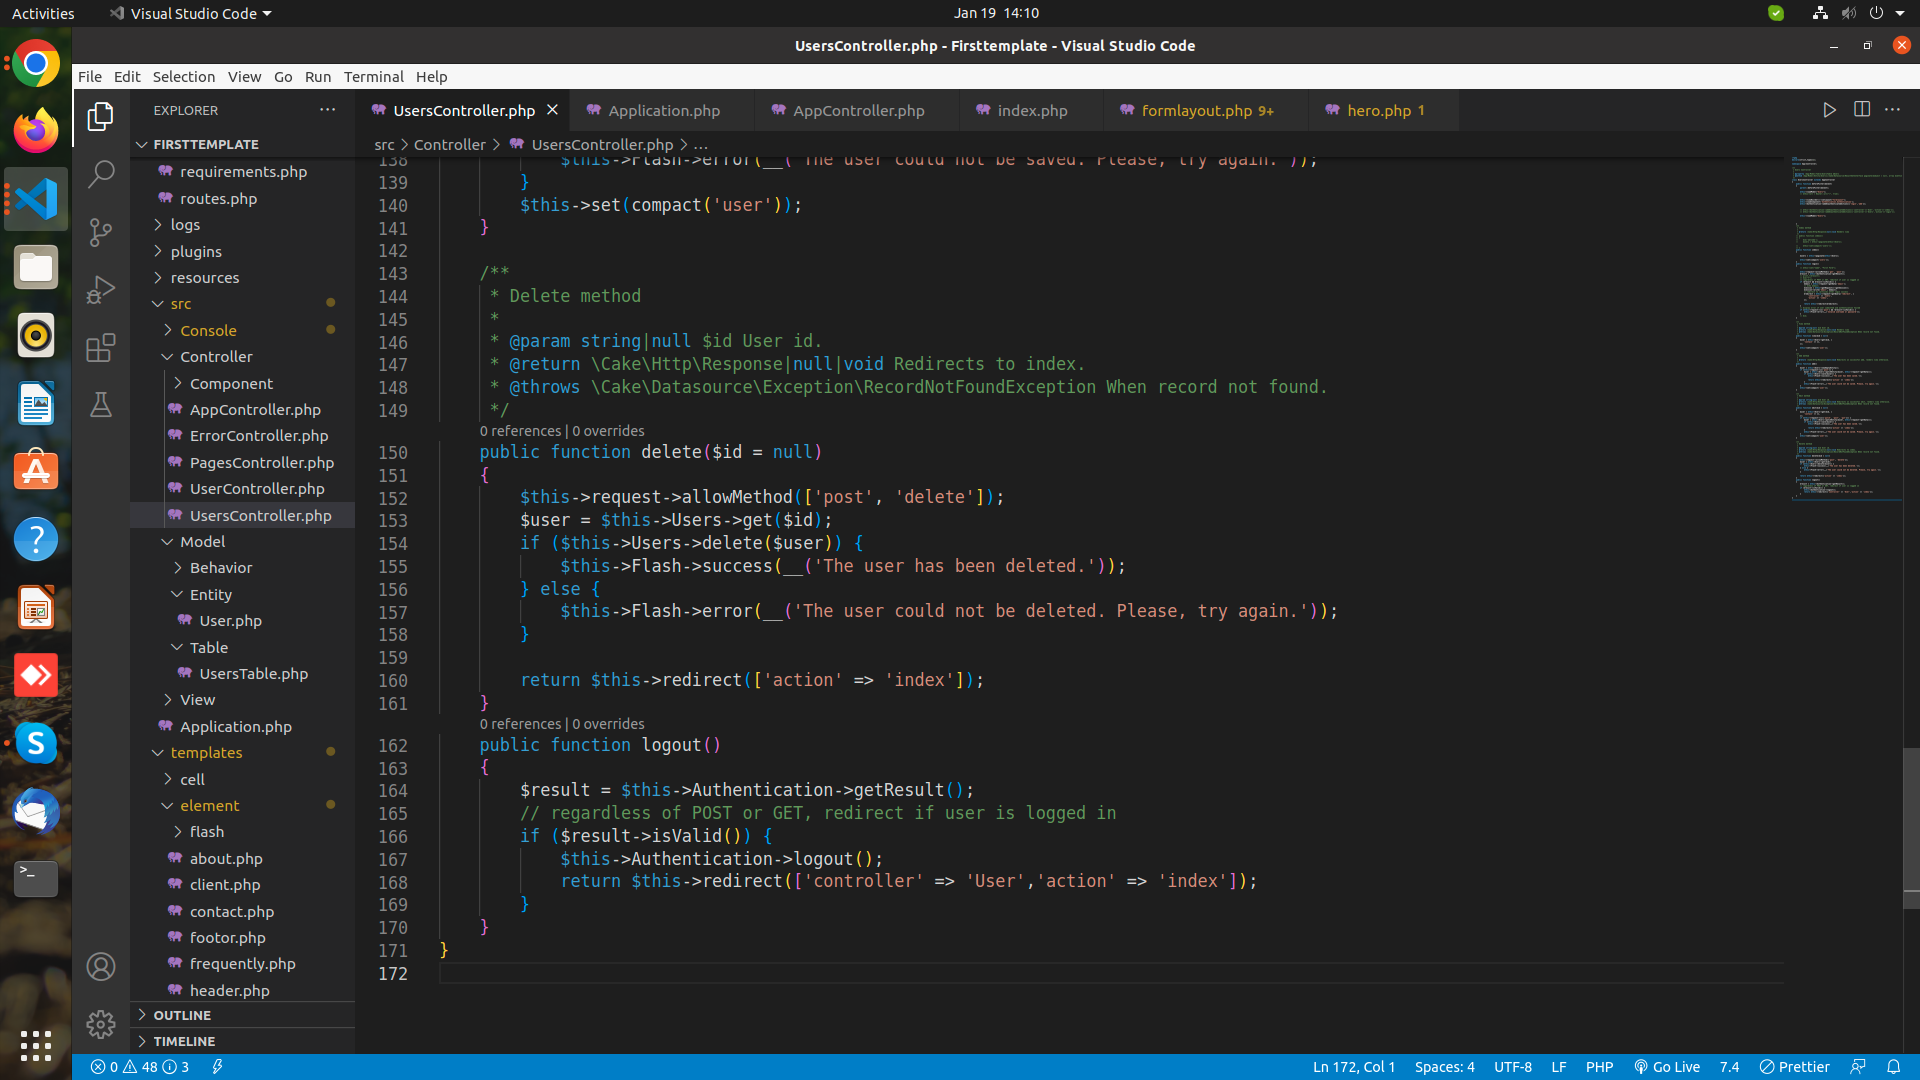 Activities
Visual Studio Code
Jan 19 14:10
UsersController.php - Firsttemplate - Visual Studio Code
File Edit Selection View Go Run Terminal Help
EXPLORER
UsersController.php
Application.php
AppController.php
index.php
formlayout.php 9+
hero.php 1
FIRSTTEMPLATE
src > Controller > UsersController.php > ...
requirements.php
routes.php
logs
plugins
resources
src
Console
Controller
Component
AppController.php
ErrorController.php
PagesController.php
UserController.php
UsersController.php
Model
Behavior
Entity
User.php
Table
UsersTable.php
View
Application.php
templates
cell
element
flash
about.php
client.php
contact.php
footor.php
frequently.php
header.php
OUTLINE
TIMELINE
138 $this->Flash->error(__('The user could not be saved. Please, try again.'));
139 }
140 $this->set(compact('user'));
141 }
142
143 /**
144 * Delete method
145 *
146 * @param string|null $id User id.
147 * @return \Cake\Http\Response|null|void Redirects to index.
148 * @throws \Cake\Datasource\Exception\RecordNotFoundException When record not found.
149 */
0 references | 0 overrides
150 public function delete($id = null)
151 {
152 $this->request->allowMethod(['post', 'delete']);
153 $user = $this->Users->get($id);
154 if ($this->Users->delete($user)) {
155 $this->Flash->success(__('The user has been deleted.'));
156 } else {
157 $this->Flash->error(__('The user could not be deleted. Please, try again.'));
158 }
159
160 return $this->redirect(['action' => 'index']);
161 }
0 references | 0 overrides
162 public function logout()
163 {
164 $result = $this->Authentication->getResult();
165 // regardless of POST or GET, redirect if user is logged in
166 if ($result->isValid()) {
167 $this->Authentication->logout();
168 return $this->redirect(['controller' => 'User','action' => 'index']);
169 }
170 }
171 }
172
0 48 3
Ln 172, Col 1 Spaces: 4 UTF-8 LF PHP Go Live 7.4 Prettier